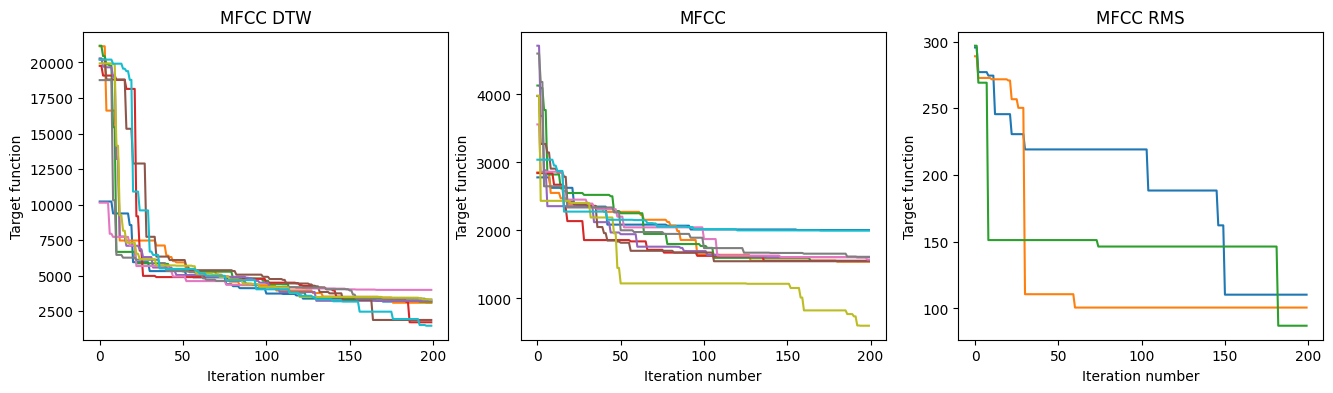 MFCC DTW
Target function
20000
17500
15000
12500
10000
7500
5000
2500
0 50 100 150 200
Iteration number
MFCC
Target function
4000
3000
2000
1000
0 50 100 150 200
Iteration number
MFCC RMS
Target function
300
250
200
150
100
0 50 100 150 200
Iteration number